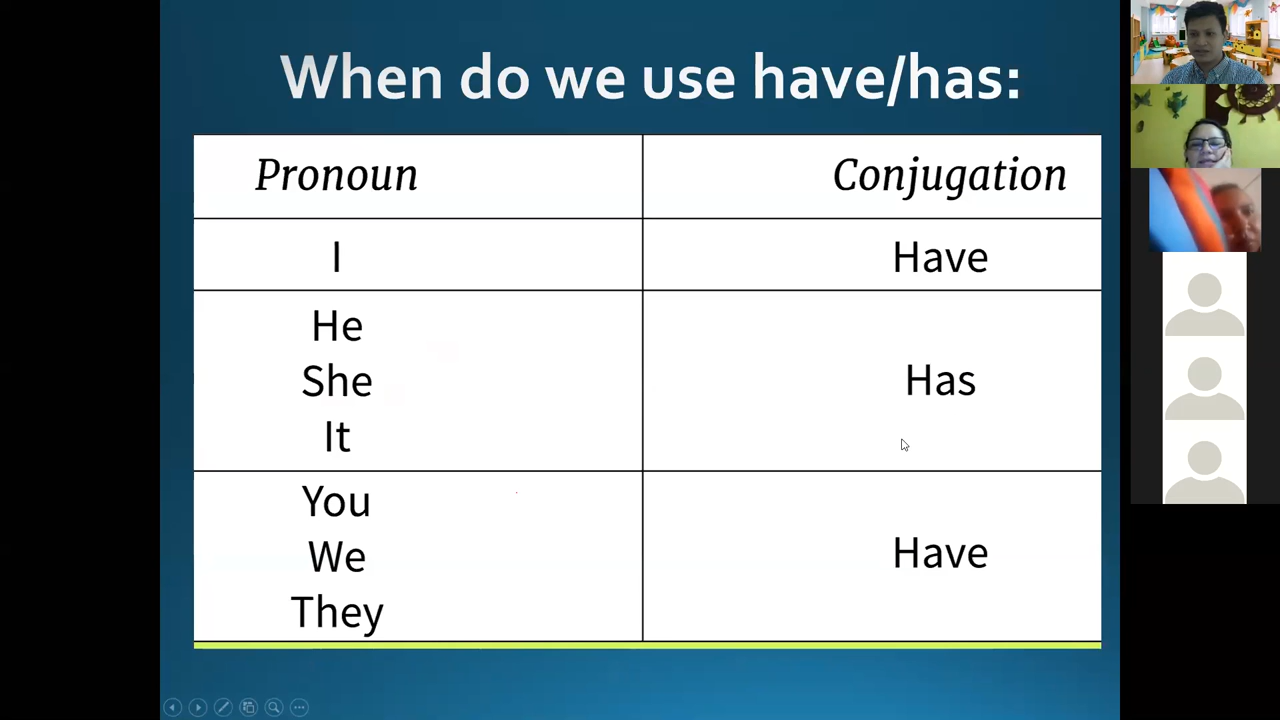 When do we use have/has:
Pronoun Conjugation
I Have
He
She
It
Has
You
We
They
Have